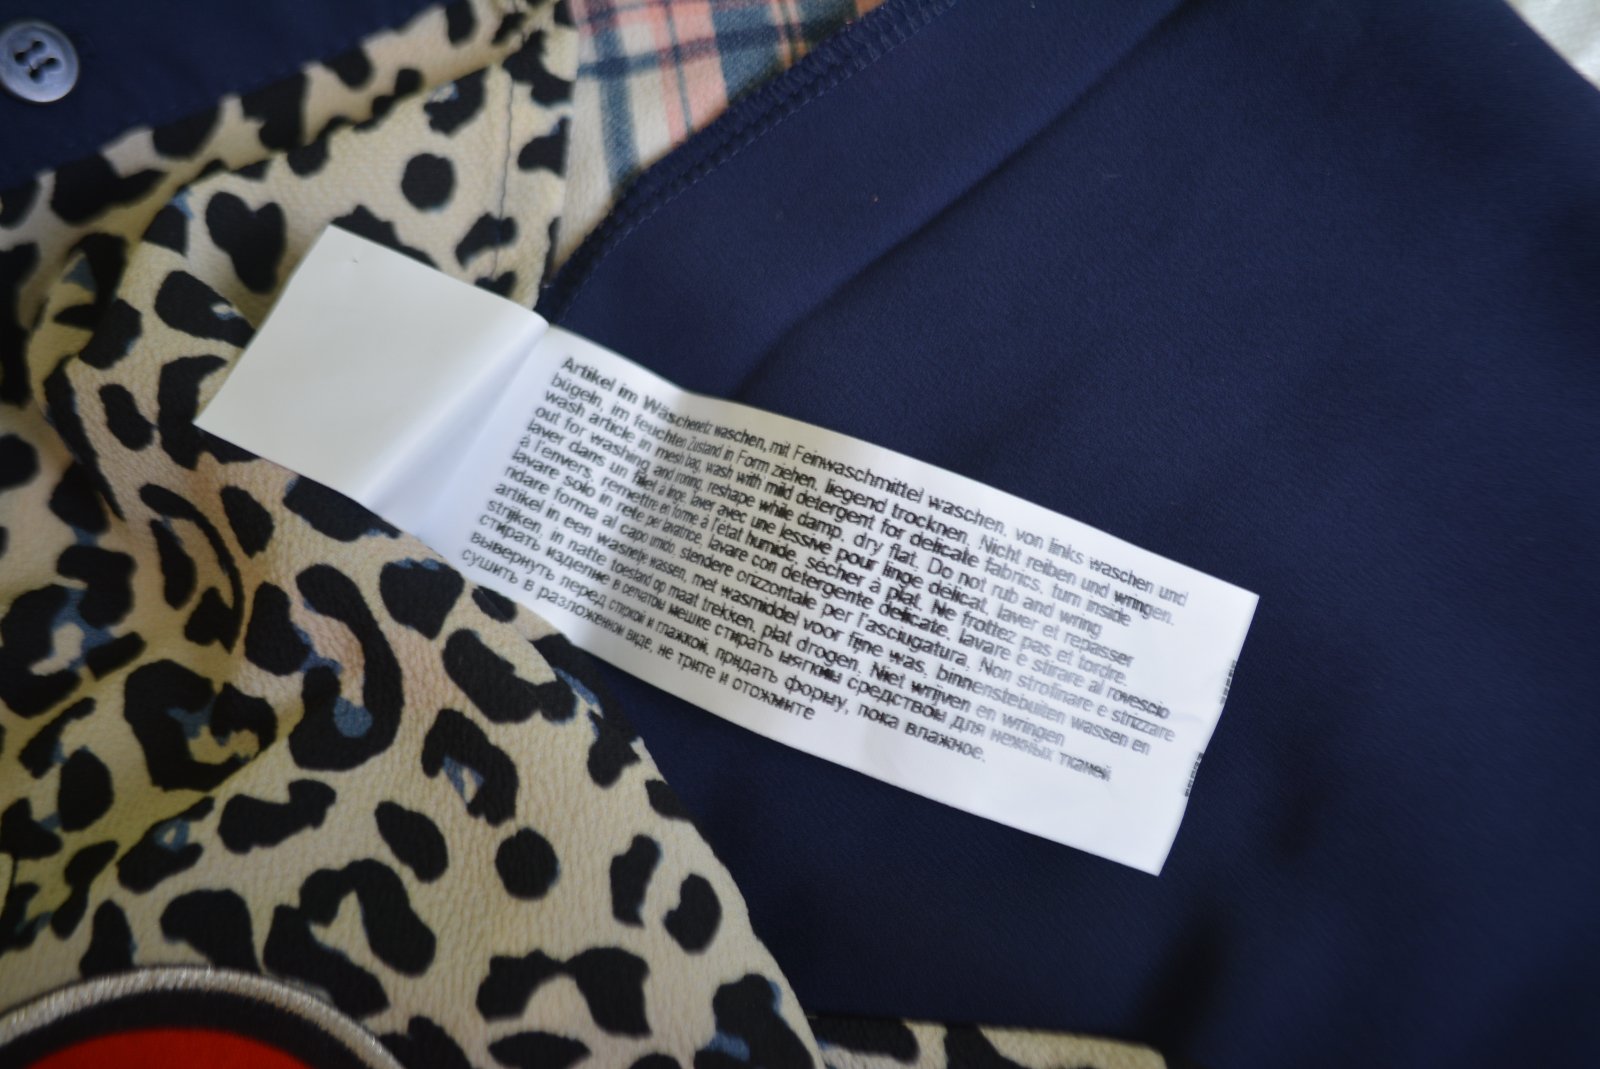 Artikel im Wäschenetz waschen, mit Feinwaschmittel waschen, von links waschen und
bügeln, im feuchten Zustand in Form ziehen, liegend trocknen. Nicht reiben und wringen.
wash article in mesh bag, wash with mild detergent for delicate fabrics, turn inside
out for washing and ironing, reshape while damp, dry flat. Do not rub and wring
laver dans un filet à linge, laver avec une lessive pour linge délicat, laver et repasser
à l'envers, remettre en forme à l'état humide, sécher à plat. Ne frottez pas et tordre.
lavare solo in rete per lavatrice, lavare con detergente delicate, lavare e stirare al rovescio
ridare forma al capo umido, stendere orizzontale per l'asciugatura. Non strofinare e strizzare
artikel in een wasnetje wassen, met wasmiddel voor fijne was, binnenstebuiten wassen en
strijken, in natte toestand op maat trekken, plat drogen. Niet wrijven en wringen
стирать изделие в сетчатом мешке стирать мягким средством для нежных тканей
вывернуть перед стиркой и глажкой, придать форму, пока влажное,
сушить в разложенном виде, не трите и отожмите